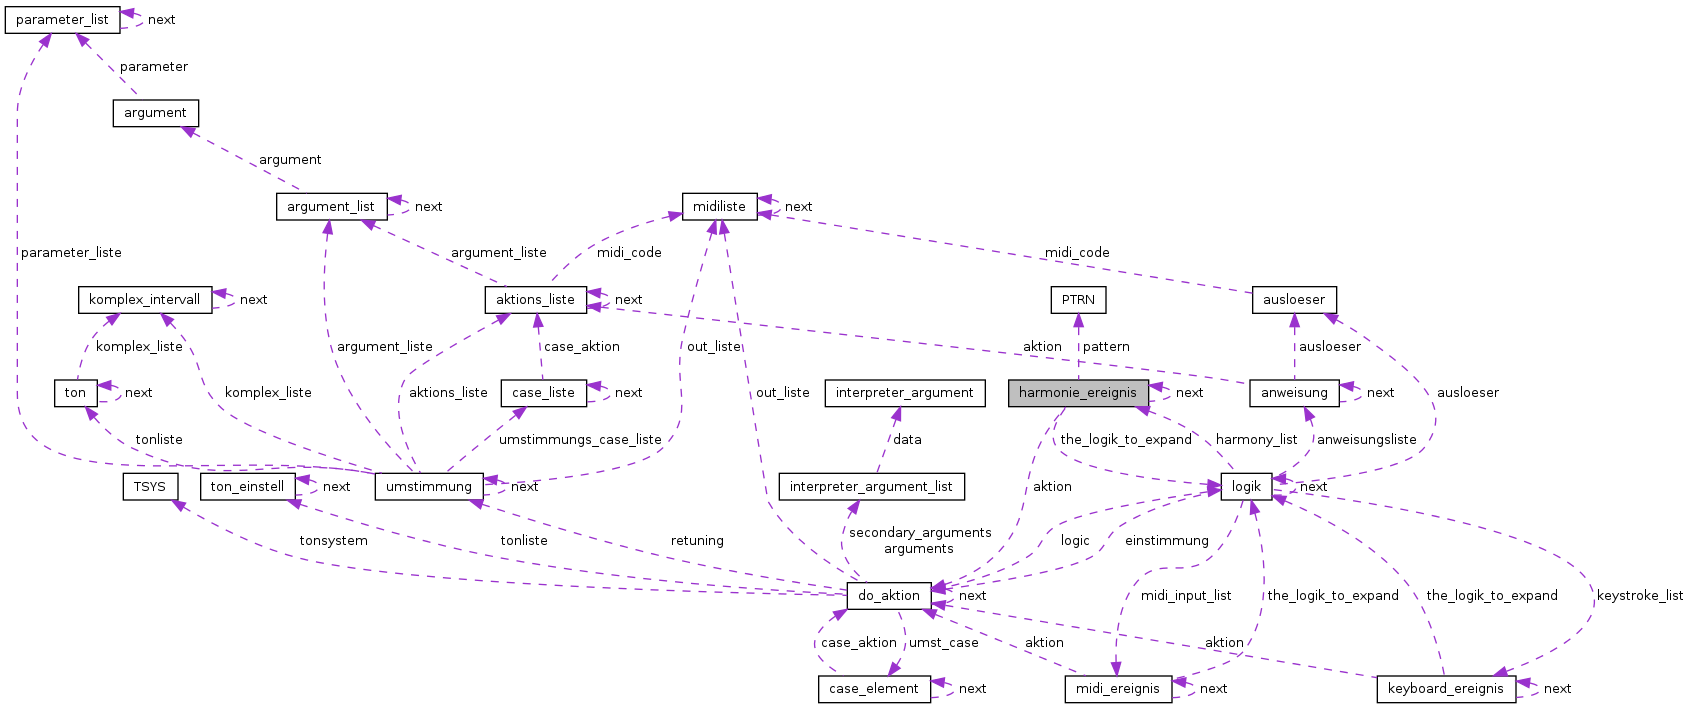 parameter_list
next
parameter
argument
argument
argument_list
next
midiliste
next
parameter_liste
argument_liste
midi_code
midi_code
komplex_intervall
next
aktions_liste
next
PTRN
ausloeser
komplex_liste
argument_liste
case_aktion
out_liste
aktion
pattern
ausloeser
ton
next
komplex_liste
aktions_liste
case_liste
next
out_liste
interpreter_argument
harmonie_ereignis
next
anweisung
next
ausloeser
tonliste
umstimmungs_case_liste
data
the_logik_to_expand
harmony_list
anweisungsliste
TSYS
ton_einstell
next
umstimmung
next
interpreter_argument_list
aktion
logik
next
tonsystem
tonliste
retuning
secondary_arguments
arguments
logic
einstimmung
do_aktion
next
midi_input_list
the_logik_to_expand
the_logik_to_expand
keystroke_list
case_aktion
umst_case
aktion
aktion
case_element
next
midi_ereignis
next
keyboard_ereignis
next